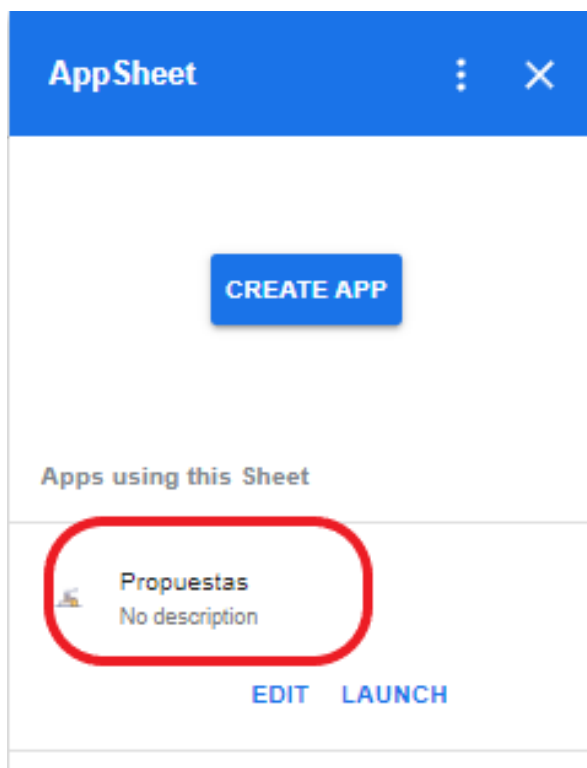 AppSheet
CREATE APP
Apps using this Sheet
Propuestas
No description
EDIT LAUNCH